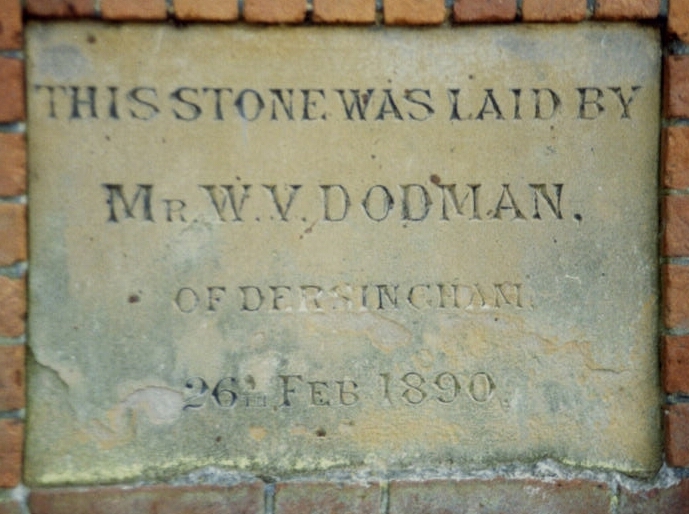 THIS STONE WAS LAID BY
MR. W. V. DODMAN.
OF DERSINGHAM.
26TH FEB 1890.